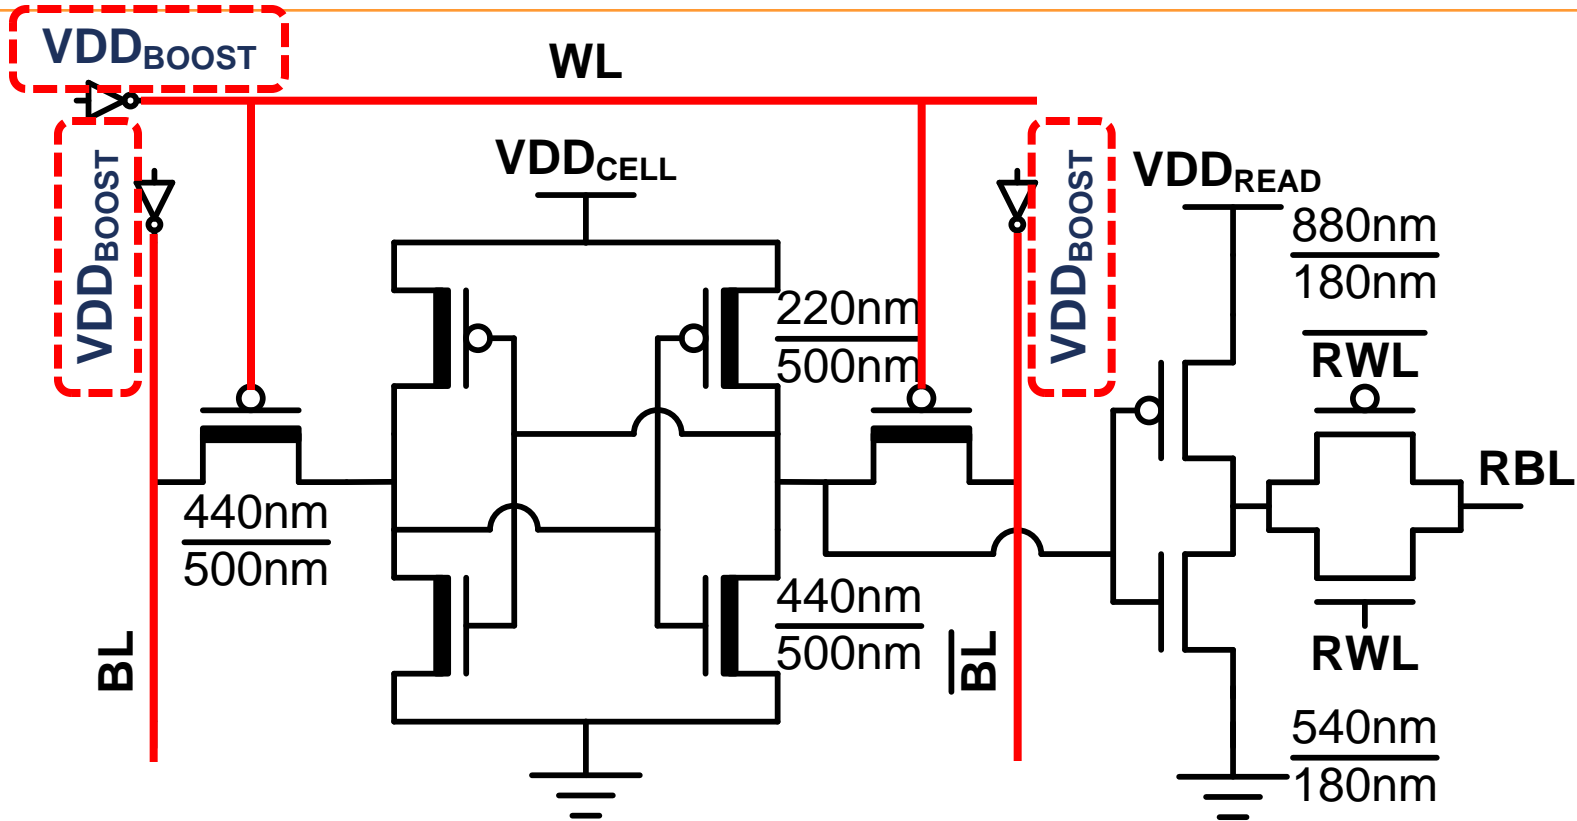 VDDBOOST
WL
VDDBOOST
VDDCELL
VDDBOOST
VDDREAD
880nm
180nm
220nm
500nm
RWL
RBL
440nm
500nm
440nm
500nm
BL
BL
RWL
540nm
180nm